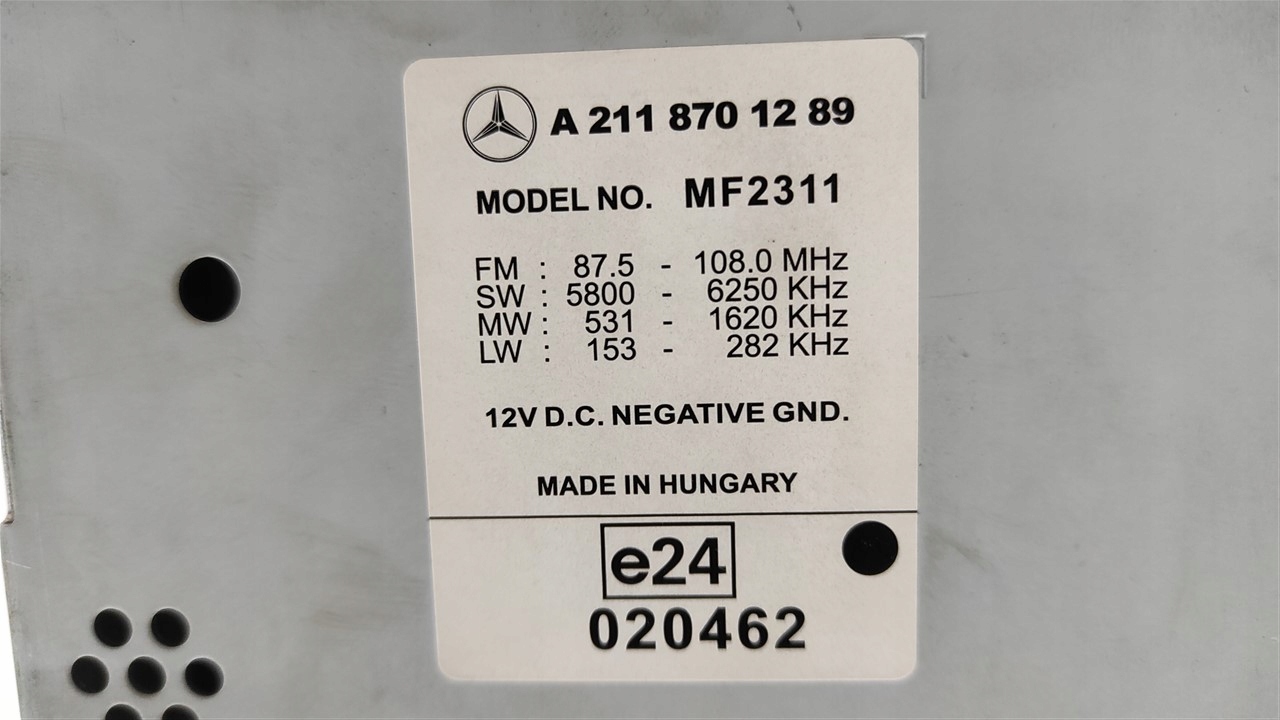 A 211 870 12 89
MODEL NO. MF2311
FM : 87.5 - 108.0 MHz
SW : 5800 - 6250 KHz
MW : 531 - 1620 KHz
LW : 153 - 282 KHz
12V D.C. NEGATIVE GND.
MADE IN HUNGARY
e24
020462